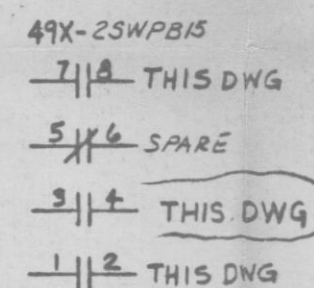 49X-2SWPB15
7 8 THIS DWG
5 6 SPARE
3 4 THIS DWG
1 2 THIS DWG